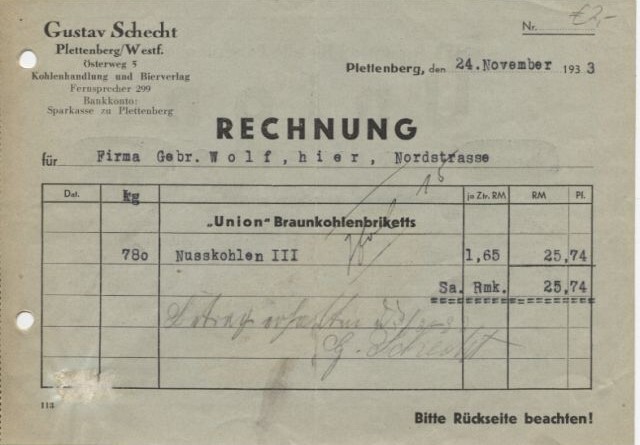 Gustav Schecht
Plettenberg/Westf.
Osterweg 5
Kohlenhandlung und Bierverlag
Fernsprecher 299
Bankkonto:
Sparkasse zu Plettenberg
Nr. €2,-
Plettenberg, den 24.November 1933
RECHNUNG
für Firma Gebr. Wolf, hier, Nordstrasse
Dat. kg je Ztr. RM RM Pf.
„Union“ Braunkohlenbriketts
780 Nusskohlen III 1,65 25,74
Sa. Rmk. 25,74
Betrag erhalten
G. Schecht
113
Bitte Rückseite beachten!